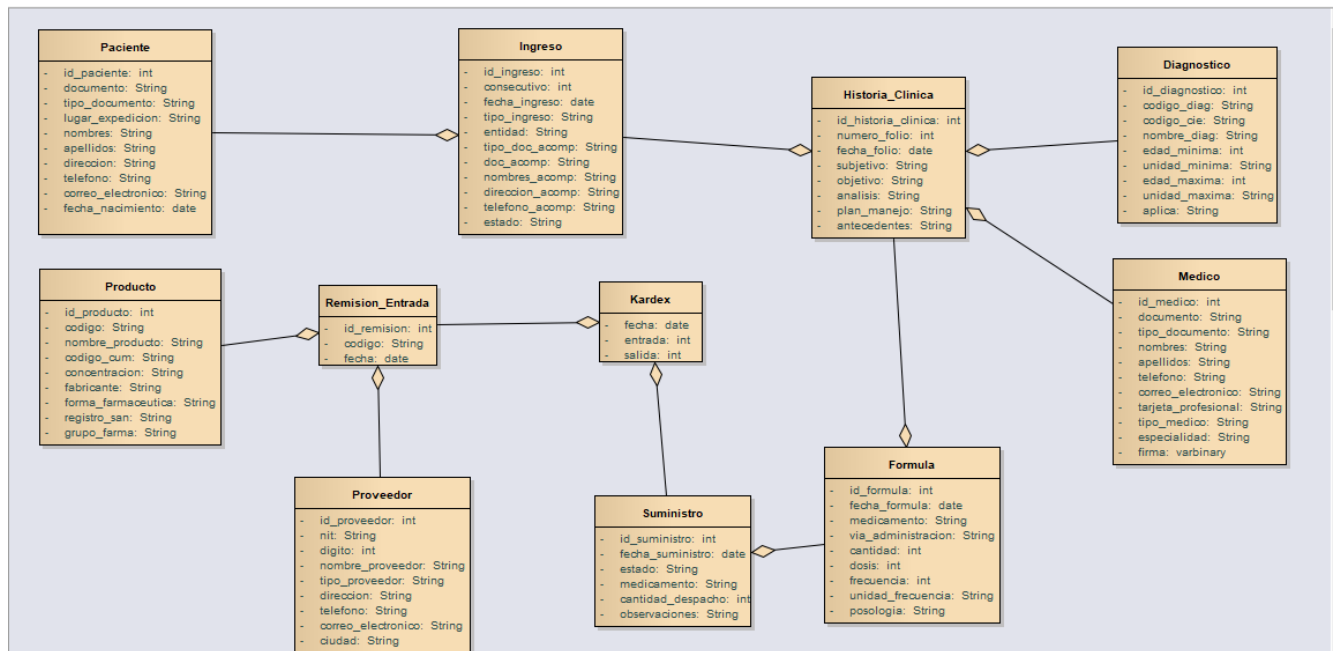 Paciente
- id_paciente: int
- documento: String
- tipo_documento: String
- lugar_expedicion: String
- nombres: String
- apellidos: String
- direccion: String
- telefono: String
- correo_electronico: String
- fecha_nacimiento: date
Ingreso
- id_ingreso: int
- consecutivo: int
- fecha_ingreso: date
- tipo_ingreso: String
- entidad: String
- tipo_doc_acomp: String
- doc_acomp: String
- nombres_acomp: String
- direccion_acomp: String
- telefono_acomp: String
- estado: String
Historia_Clinica
- id_historia_clinica: int
- numero_folio: int
- fecha_folio: date
- subjetivo: String
- objetivo: String
- analisis: String
- plan_manejo: String
- antecedentes: String
Diagnostico
- id_diagnostico: int
- codigo_diag: String
- codigo_cie: String
- nombre_diag: String
- edad_minima: int
- unidad_minima: String
- edad_maxima: int
- unidad_maxima: String
- aplica: String
Producto
- id_producto: int
- codigo: String
- nombre_producto: String
- codigo_cum: String
- concentracion: String
- fabricante: String
- forma_farmaceutica: String
- registro_san: String
- grupo_farma: String
Remision_Entrada
- id_remision: int
- codigo: String
- fecha: date
Kardex
- fecha: date
- entrada: int
- salida: int
Medico
- id_medico: int
- documento: String
- tipo_documento: String
- nombres: String
- apellidos: String
- telefono: String
- correo_electronico: String
- tarjeta_profesional: String
- tipo_medico: String
- especialidad: String
- firma: varbinary
Proveedor
- id_proveedor: int
- nit: String
- digito: int
- nombre_proveedor: String
- tipo_proveedor: String
- direccion: String
- telefono: String
- correo_electronico: String
- ciudad: String
Suministro
- id_suministro: int
- fecha_suministro: date
- estado: String
- medicamento: String
- cantidad_despacho: int
- observaciones: String
Formula
- id_formula: int
- fecha_formula: date
- medicamento: String
- via_administracion: String
- cantidad: int
- dosis: int
- frecuencia: int
- unidad_frecuencia: String
- posologia: String